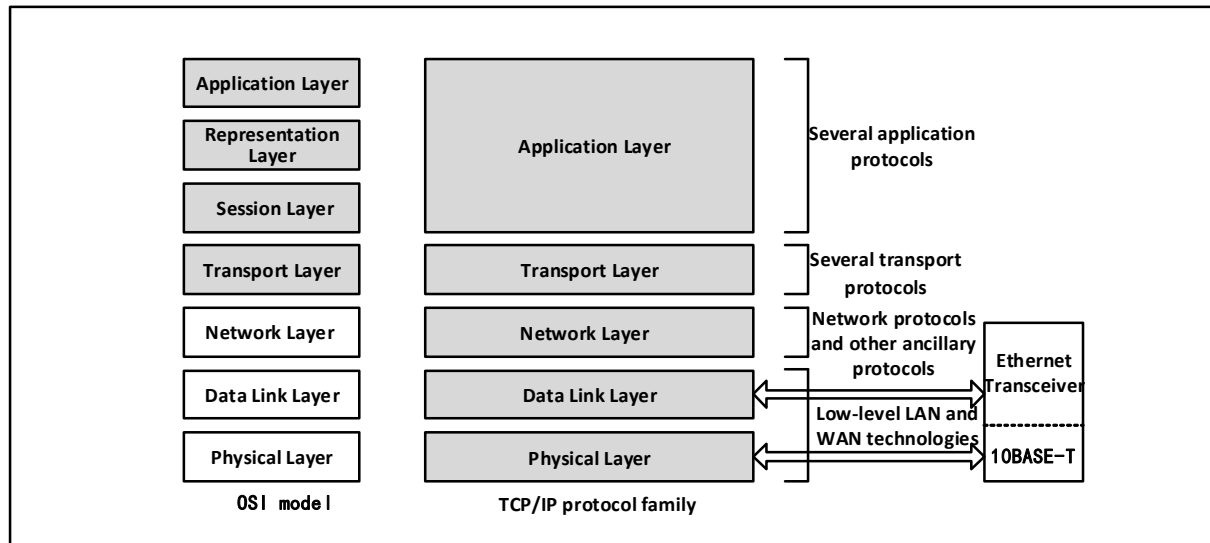 Application Layer
Representation
Layer
Session Layer
Transport Layer
Network Layer
Data Link Layer
Physical Layer
OSI model
Application Layer
Transport Layer
Network Layer
Data Link Layer
Physical Layer
TCP/IP protocol family
Several application
protocols
Several transport
protocols
Network protocols
and other ancillary
protocols
Low-level LAN and
WAN technologies
Ethernet
Transceiver
10BASE-T